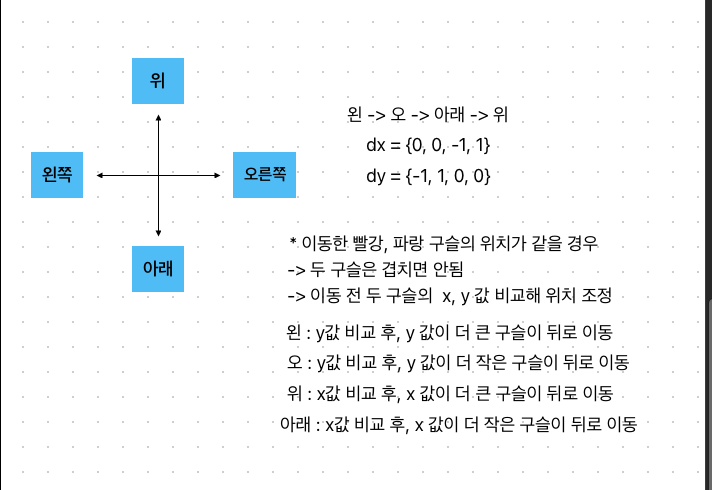 위
왼쪽
오른쪽
아래
왼 -> 오 -> 아래 -> 위
dx = {0, 0, -1, 1}
dy = {-1, 1, 0, 0}
* 이동한 빨강, 파랑 구슬의 위치가 같을 경우
-> 두 구슬은 겹치면 안됨
-> 이동 전 두 구슬의 x, y 값 비교해 위치 조정
왼 : y값 비교 후, y 값이 더 큰 구슬이 뒤로 이동
오 : y값 비교 후, y 값이 더 작은 구슬이 뒤로 이동
위 : x값 비교 후, x 값이 더 큰 구슬이 뒤로 이동
아래 : x값 비교 후, x 값이 더 작은 구슬이 뒤로 이동